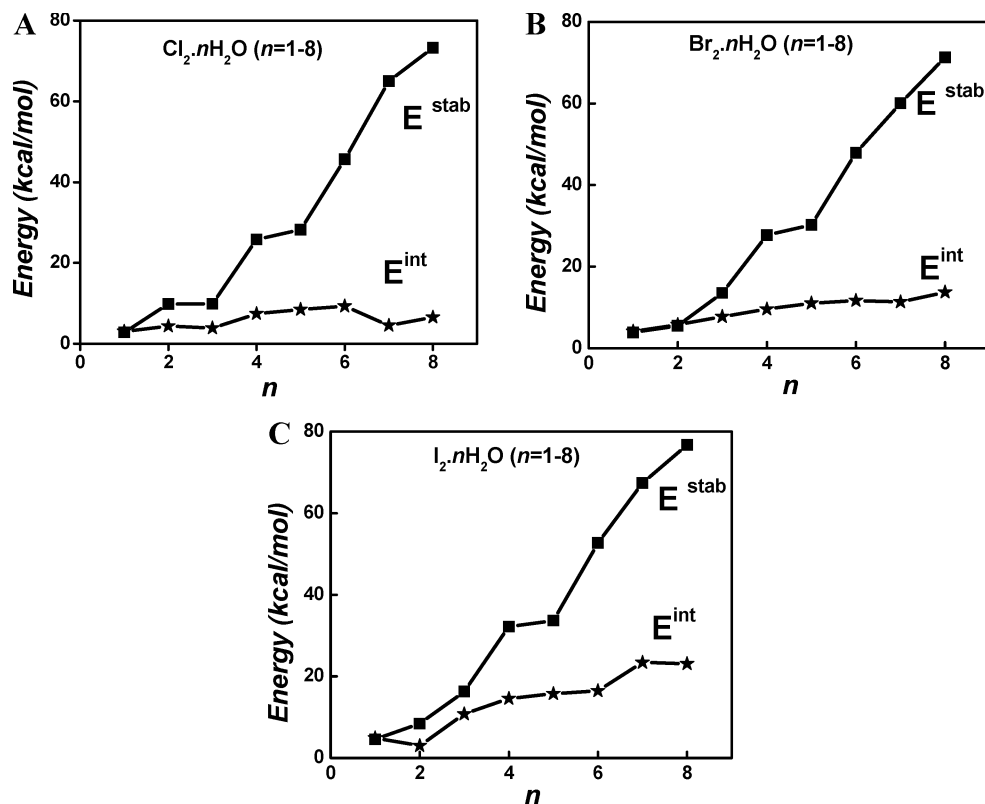 A
Cl₂.nH₂O (n=1-8)
E stab
E int
Energy (kcal/mol)
80
60
40
20
0
0 2 4 6 8
n
B
Br₂.nH₂O (n=1-8)
E stab
E int
Energy (kcal/mol)
80
60
40
20
0
0 2 4 6 8
n
C
I₂.nH₂O (n=1-8)
E stab
E int
Energy (kcal/mol)
80
60
40
20
0
0 2 4 6 8
n